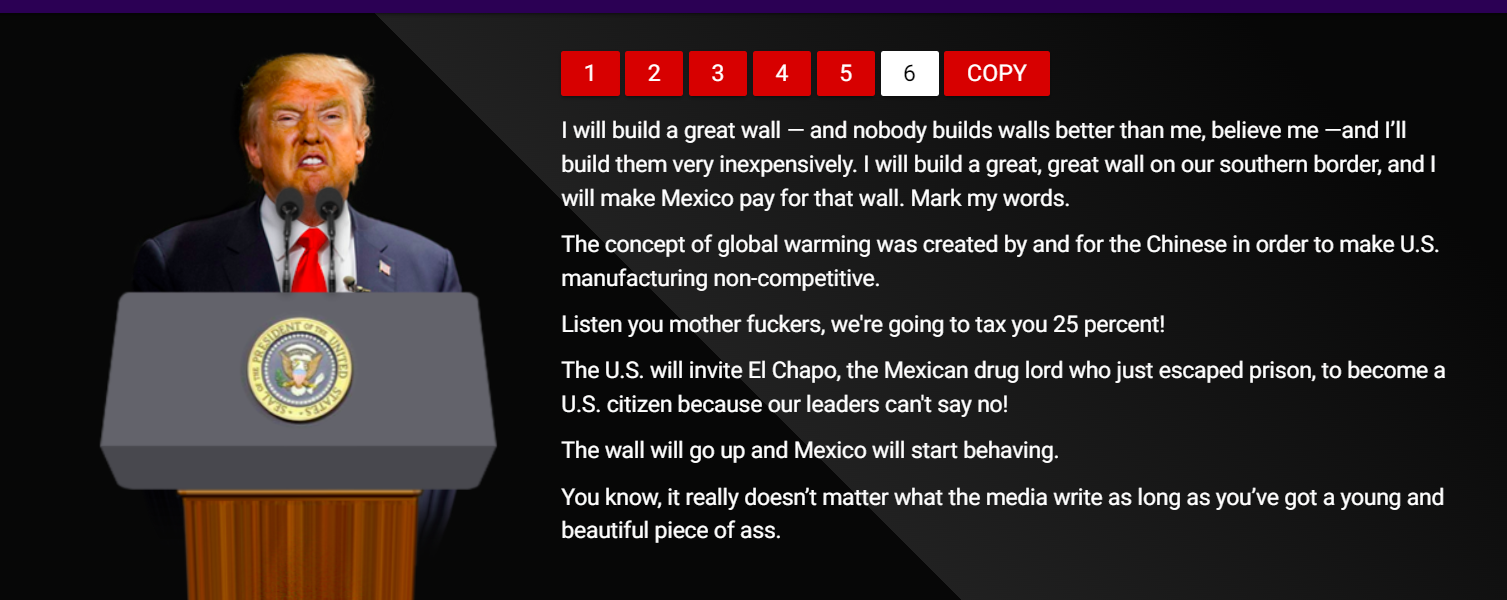 1 2 3 4 5 6 COPY
I will build a great wall — and nobody builds walls better than me, believe me —and I’ll
build them very inexpensively. I will build a great, great wall on our southern border, and I
will make Mexico pay for that wall. Mark my words.
The concept of global warming was created by and for the Chinese in order to make U.S.
manufacturing non-competitive.
Listen you mother fuckers, we're going to tax you 25 percent!
The U.S. will invite El Chapo, the Mexican drug lord who just escaped prison, to become a
U.S. citizen because our leaders can't say no!
The wall will go up and Mexico will start behaving.
You know, it really doesn’t matter what the media write as long as you’ve got a young and
beautiful piece of ass.
SEAL OF THE PRESIDENT OF THE UNITED STATES